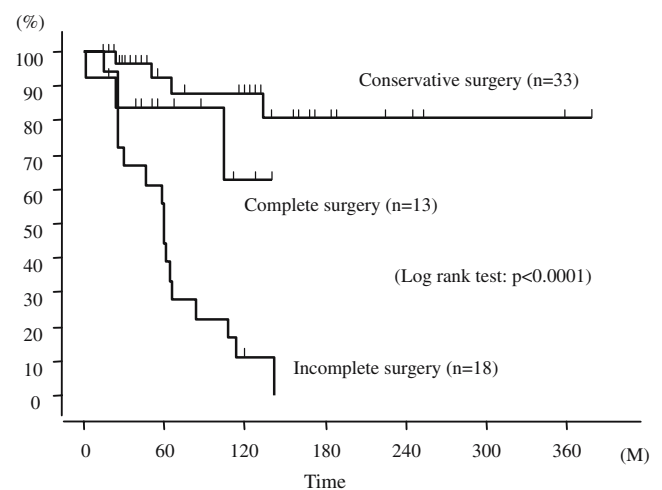 (%)
100
90
80
70
60
50
40
30
20
10
0
Conservative surgery (n=33)
Complete surgery (n=13)
(Log rank test: p<0.0001)
Incomplete surgery (n=18)
0 60 120 180 240 300 360 (M)
Time